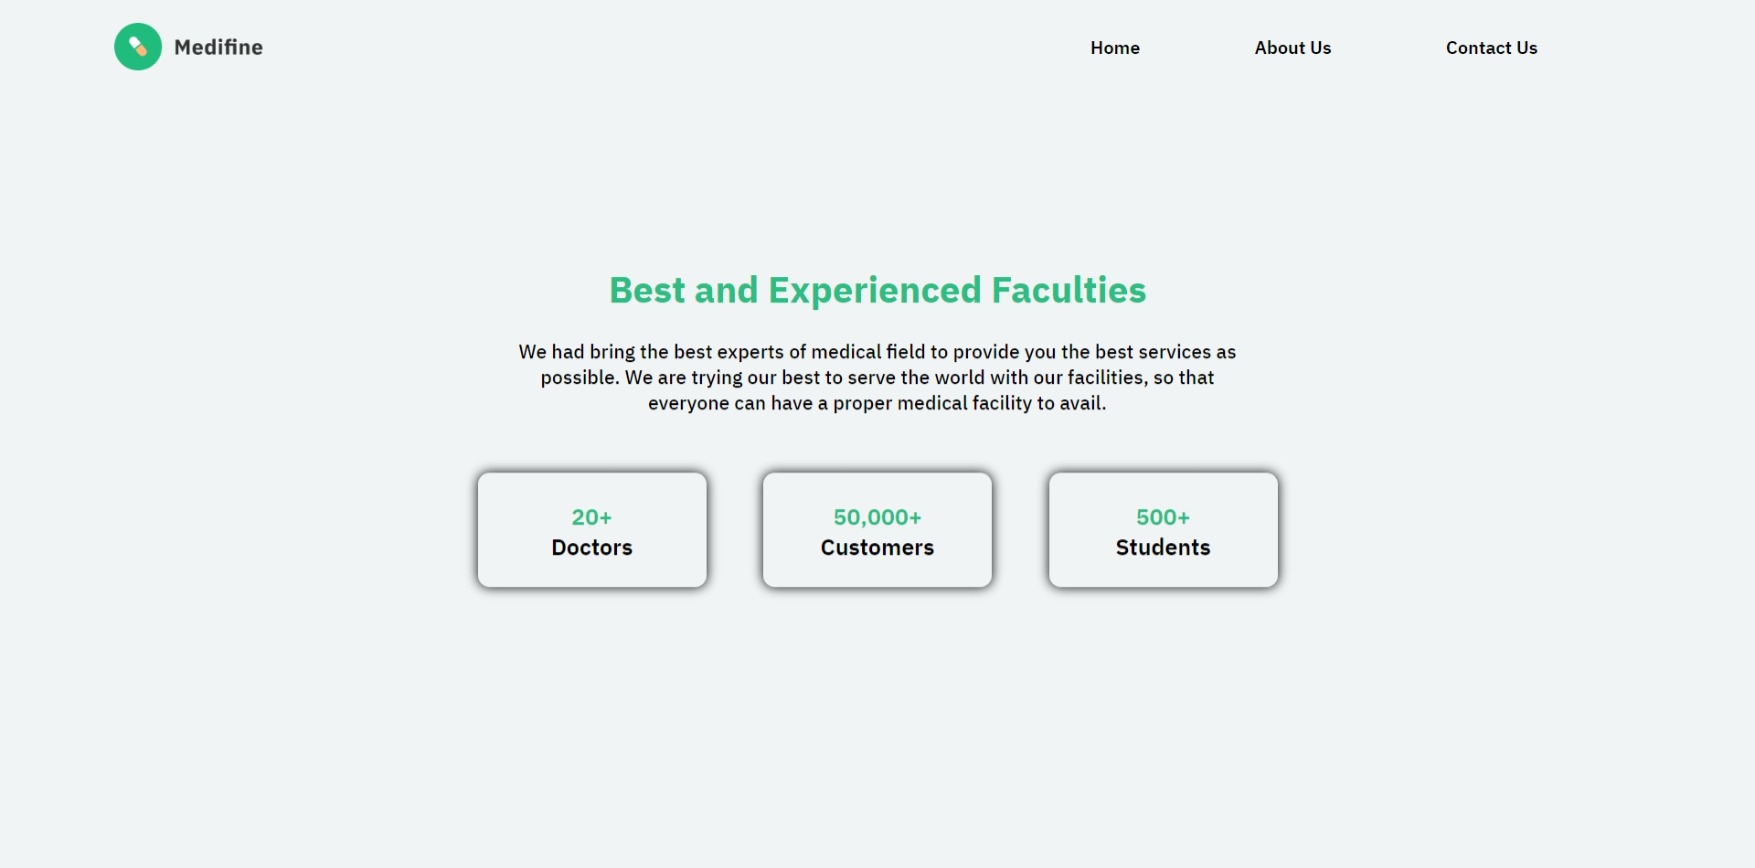 Medifine
Home
About Us
Contact Us
Best and Experienced Faculties
We had bring the best experts of medical field to provide you the best services as
possible. We are trying our best to serve the world with our facilities, so that
everyone can have a proper medical facility to avail.
20+
Doctors
50,000+
Customers
500+
Students